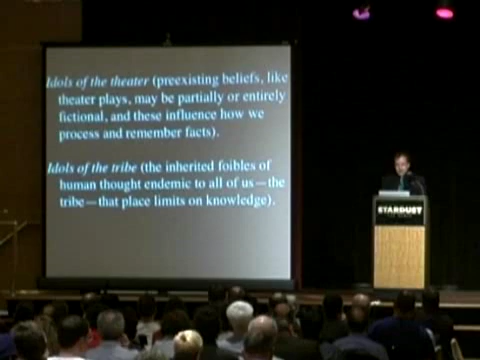 Idols of the theater (preexisting beliefs, like
theater plays, may be partially or entirely
fictional, and these influence how we
process and remember facts).
Idols of the tribe (the inherited foibles of
human thought endemic to all of us—the
tribe—that place limits on knowledge).
STARDUST